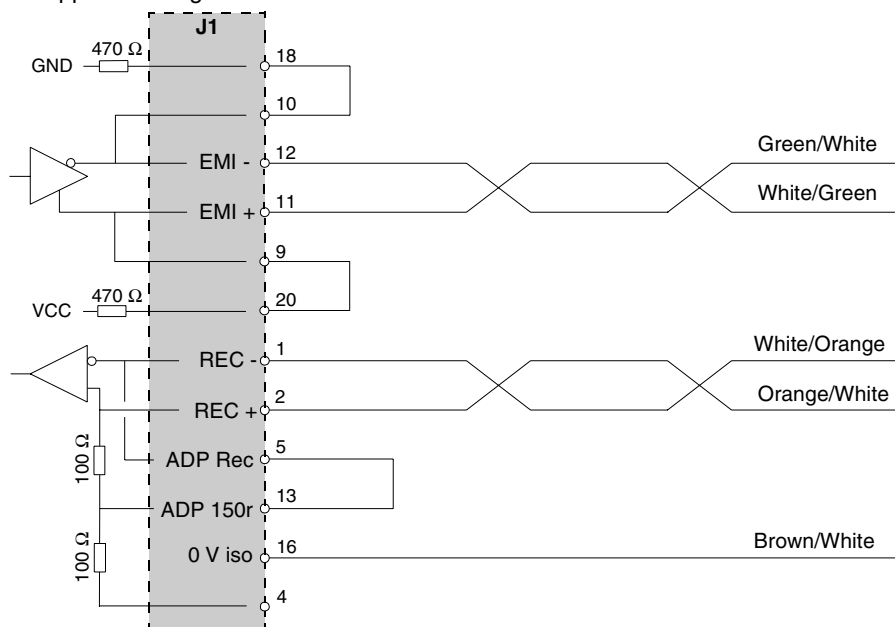 J1
470 Ω
GND
18
10
EMI -
12
Green/White
EMI +
11
White/Green
9
470 Ω
VCC
20
REC -
1
White/Orange
REC +
2
Orange/White
100 Ω
ADP Rec
5
ADP 150r
13
100 Ω
0 V iso
16
Brown/White
4